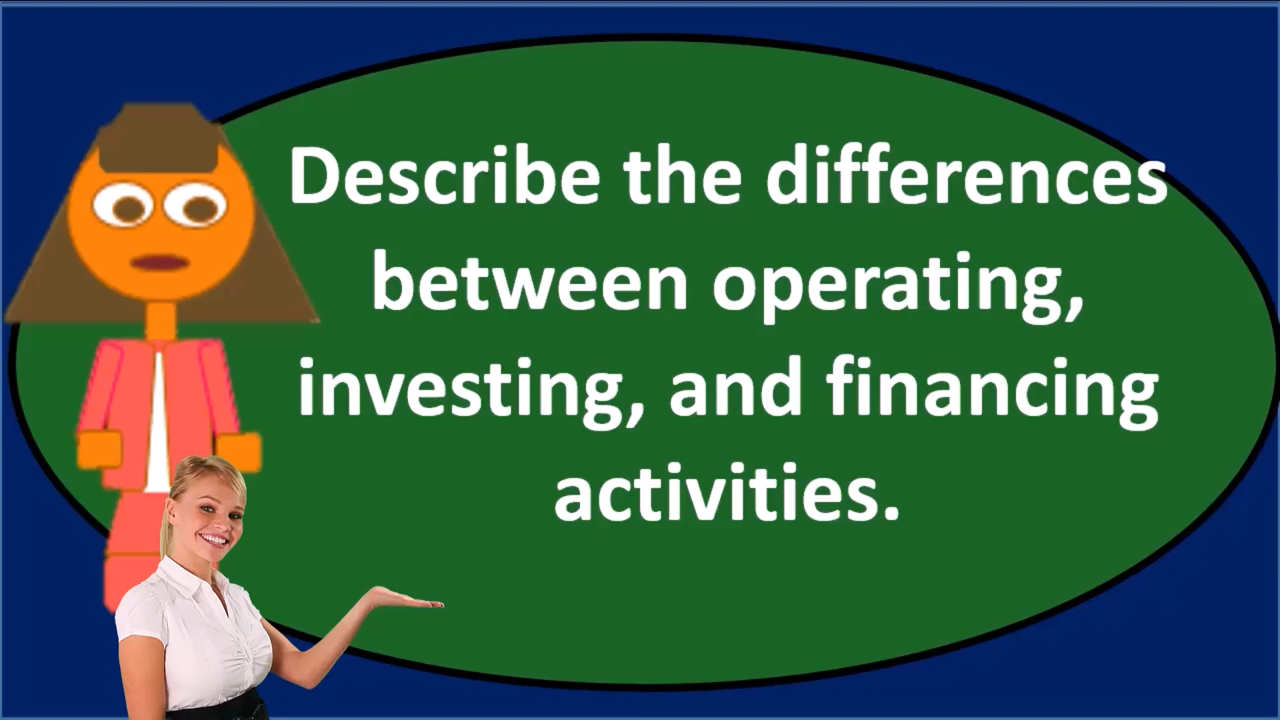 Describe the differences
between operating,
investing, and financing
activities.